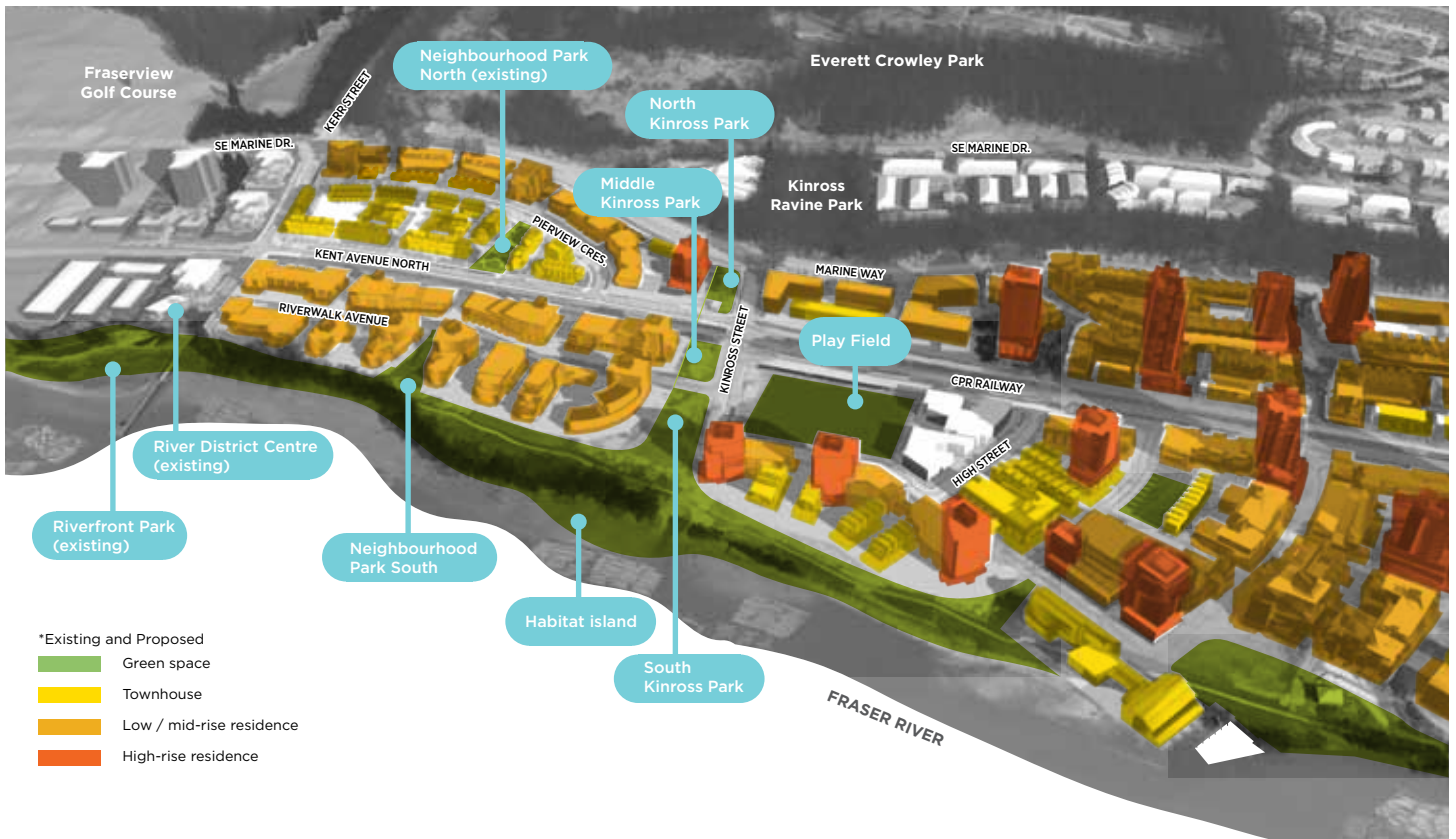 Fraserview
Golf Course
KERR STREET
Neighbourhood Park
North (existing)
Everett Crowley Park
North
Kinross Park
SE MARINE DR.
SE MARINE DR.
Middle
Kinross Park
Kinross
Ravine Park
PIERVIEW CRES.
KENT AVENUE NORTH
MARINE WAY
RIVERWALK AVENUE
KINROSS STREET
Play Field
CPR RAILWAY
HIGH STREET
River District Centre
(existing)
Riverfront Park
(existing)
Neighbourhood
Park South
Habitat island
South
Kinross Park
FRASER RIVER
*Existing and Proposed
Green space
Townhouse
Low / mid-rise residence
High-rise residence